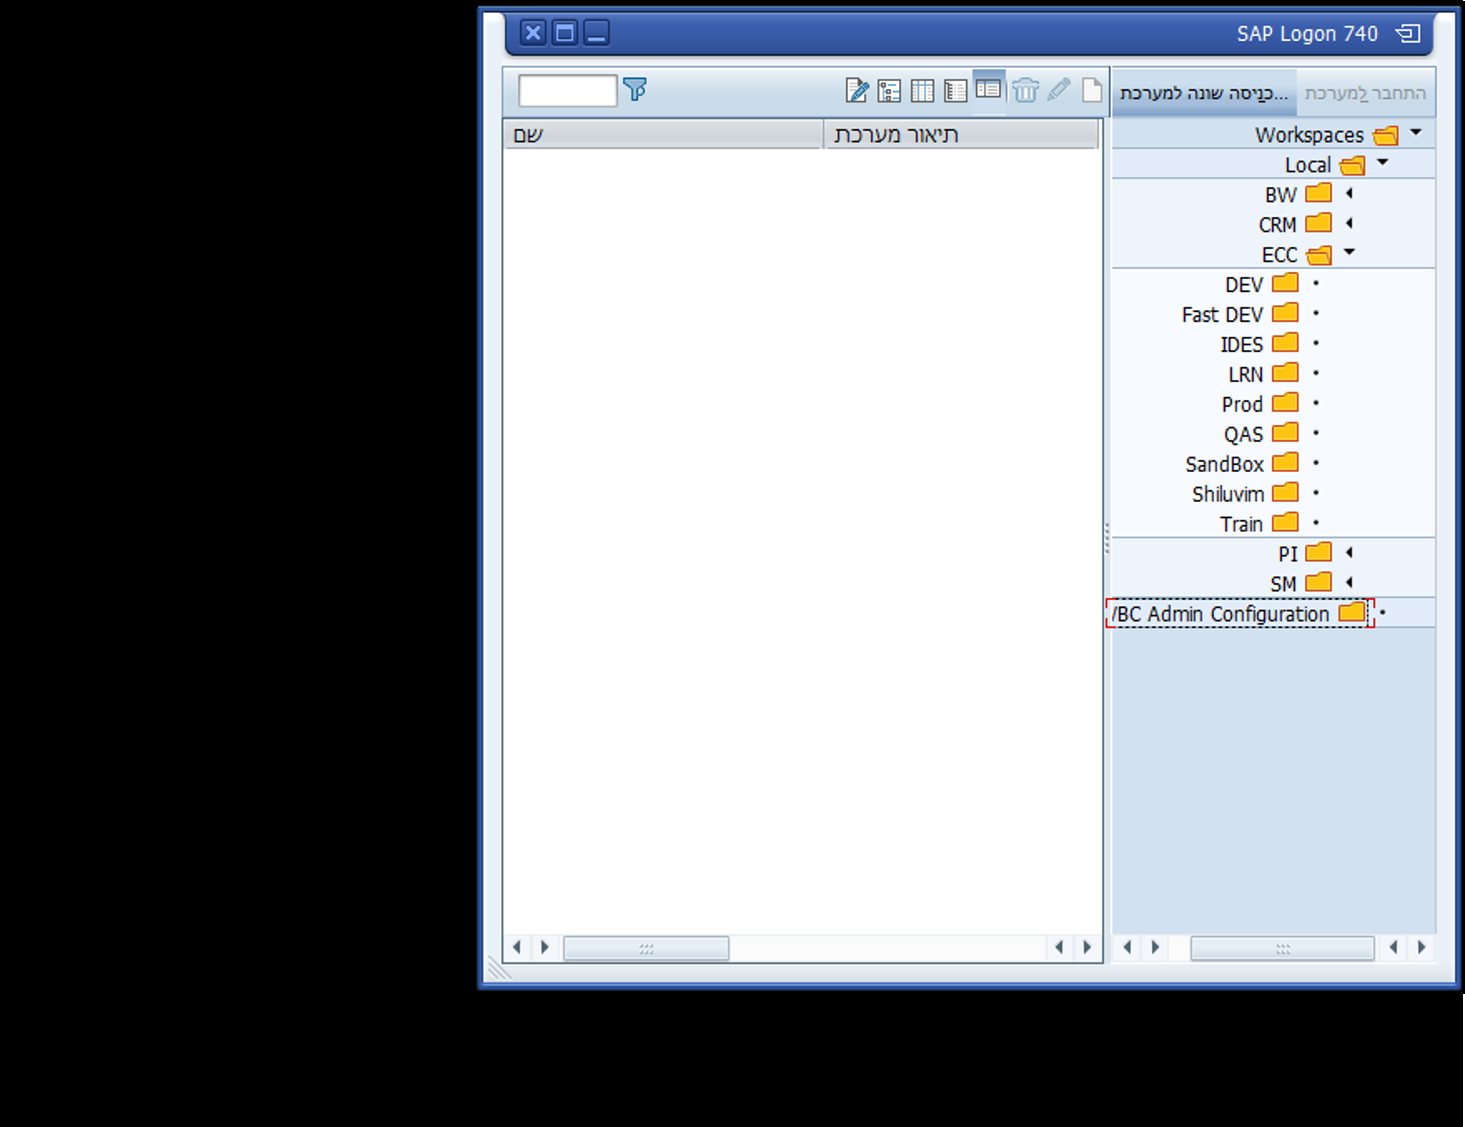 SAP Logon 740
התחבר למערכת
כניסה שונה למערכת...
שם
תיאור מערכת
Workspaces
Local
BW
CRM
ECC
DEV
Fast DEV
IDES
LRN
Prod
QAS
SandBox
Shiluvim
Train
PI
SM
Admin Configuration